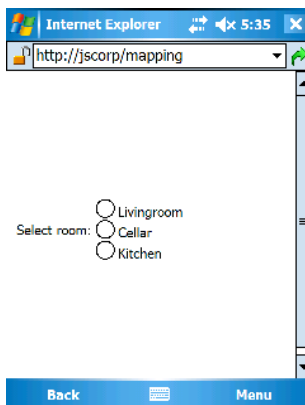 Internet Explorer 5:35
http://jscorp/mapping
Livingroom
Select room: Cellar
Kitchen
Back Menu